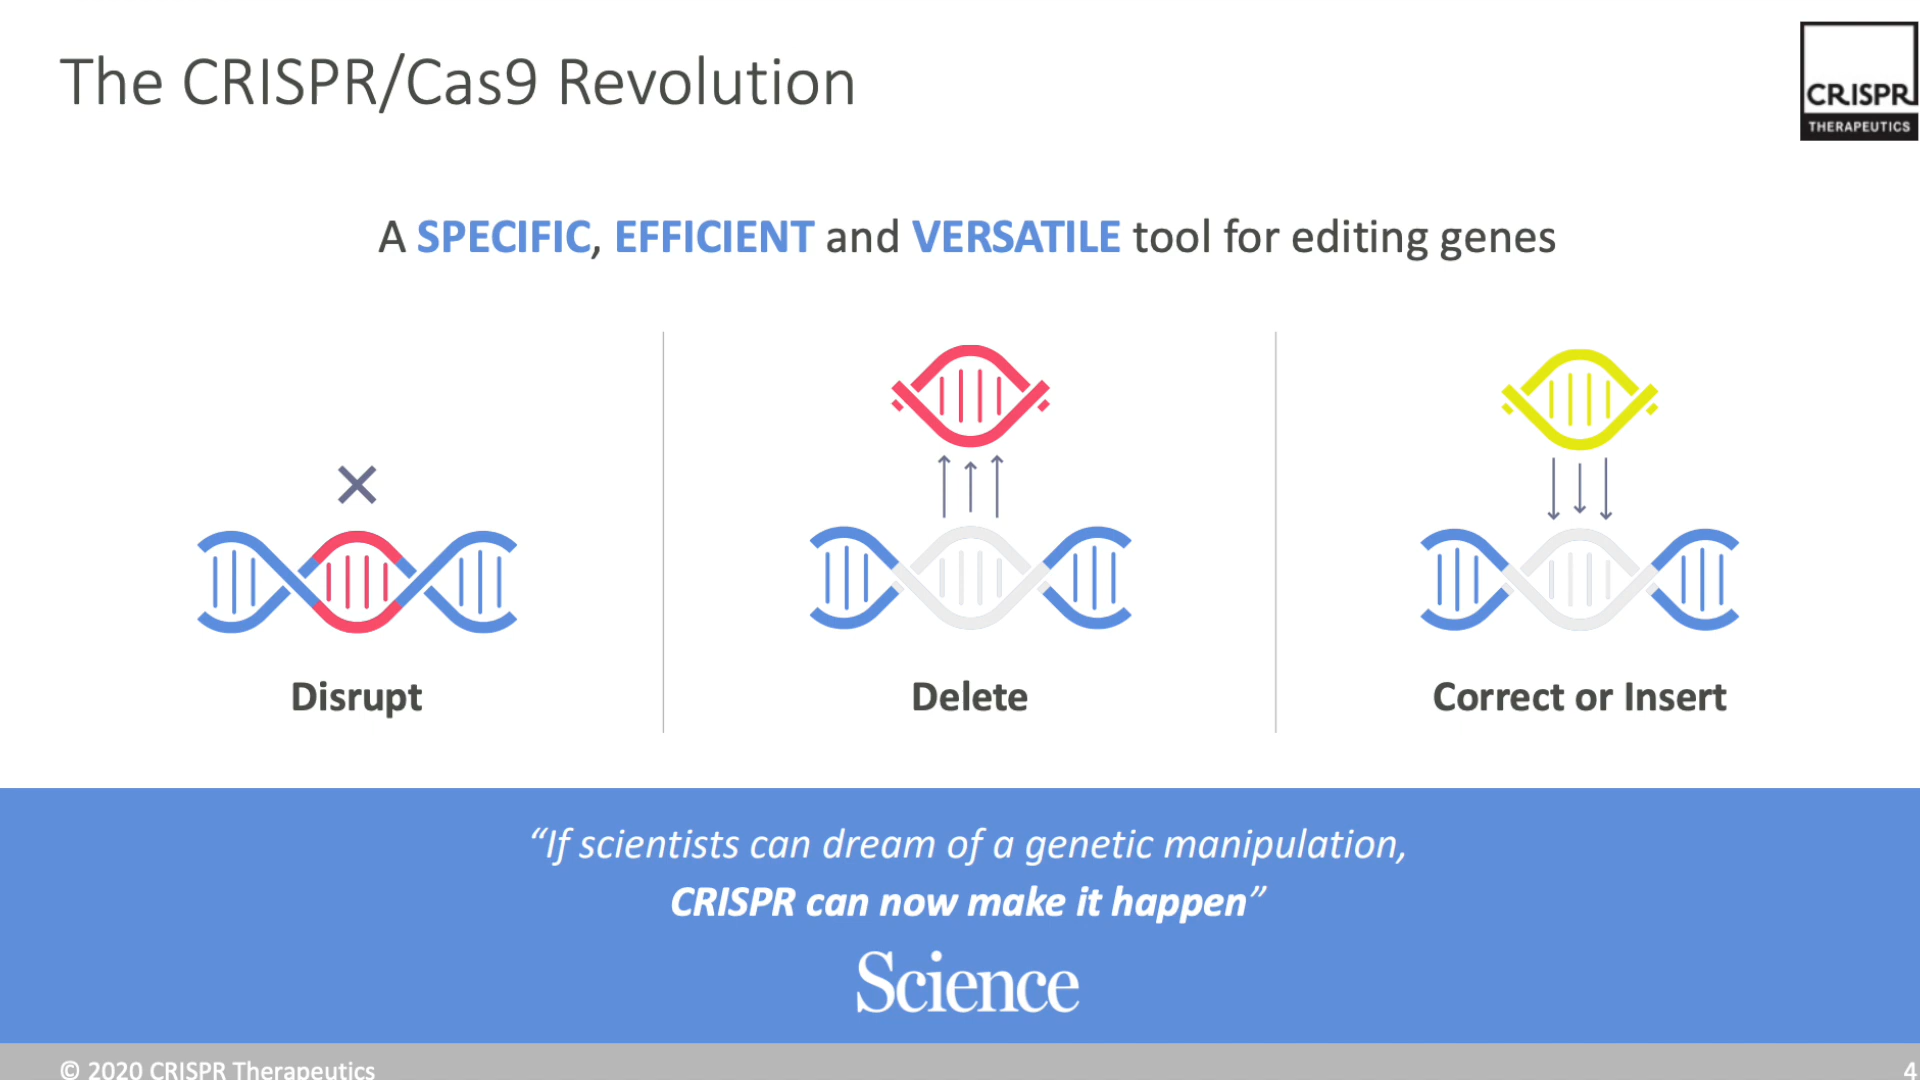 The CRISPR/Cas9 Revolution
CRISPR
THERAPEUTICS
A SPECIFIC, EFFICIENT and VERSATILE tool for editing genes
Disrupt
Delete
Correct or Insert
“If scientists can dream of a genetic manipulation,
CRISPR can now make it happen”
Science
© 2020 CRISPR Therapeutics
4